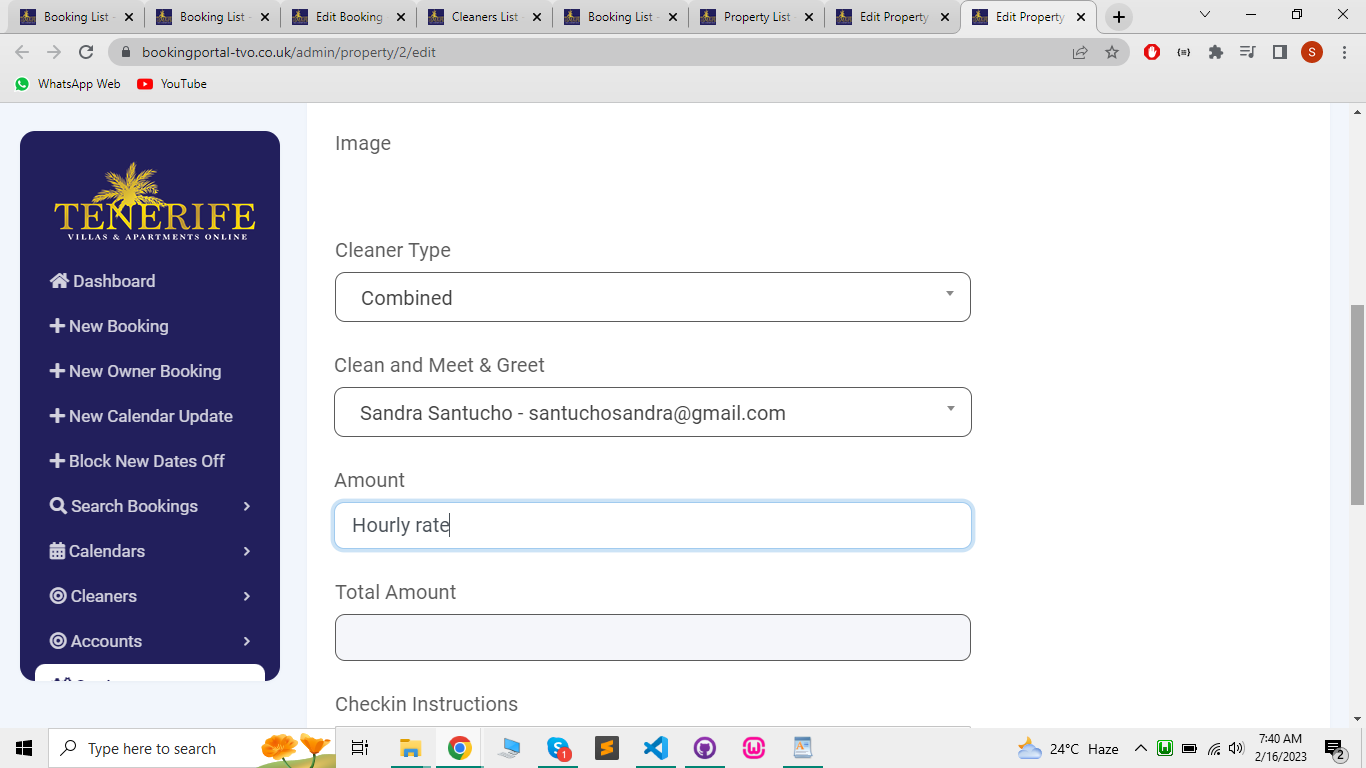 Booking List -
Booking List -
Edit Booking
Cleaners List -
Booking List -
Property List -
Edit Property
Edit Property
bookingportal-tvo.co.uk/admin/property/2/edit
S
WhatsApp Web
YouTube
TENERIFE
VILLAS & APARTMENTS ONLINE
Dashboard
New Booking
New Owner Booking
New Calendar Update
Block New Dates Off
Search Bookings
Calendars
Cleaners
Accounts
Image
Cleaner Type
Combined
Clean and Meet & Greet
Sandra Santucho - santuchosandra@gmail.com
Amount
Hourly rate
Total Amount
Checkin Instructions
Type here to search
1
24°C Haze
7:40 AM
2/16/2023
2